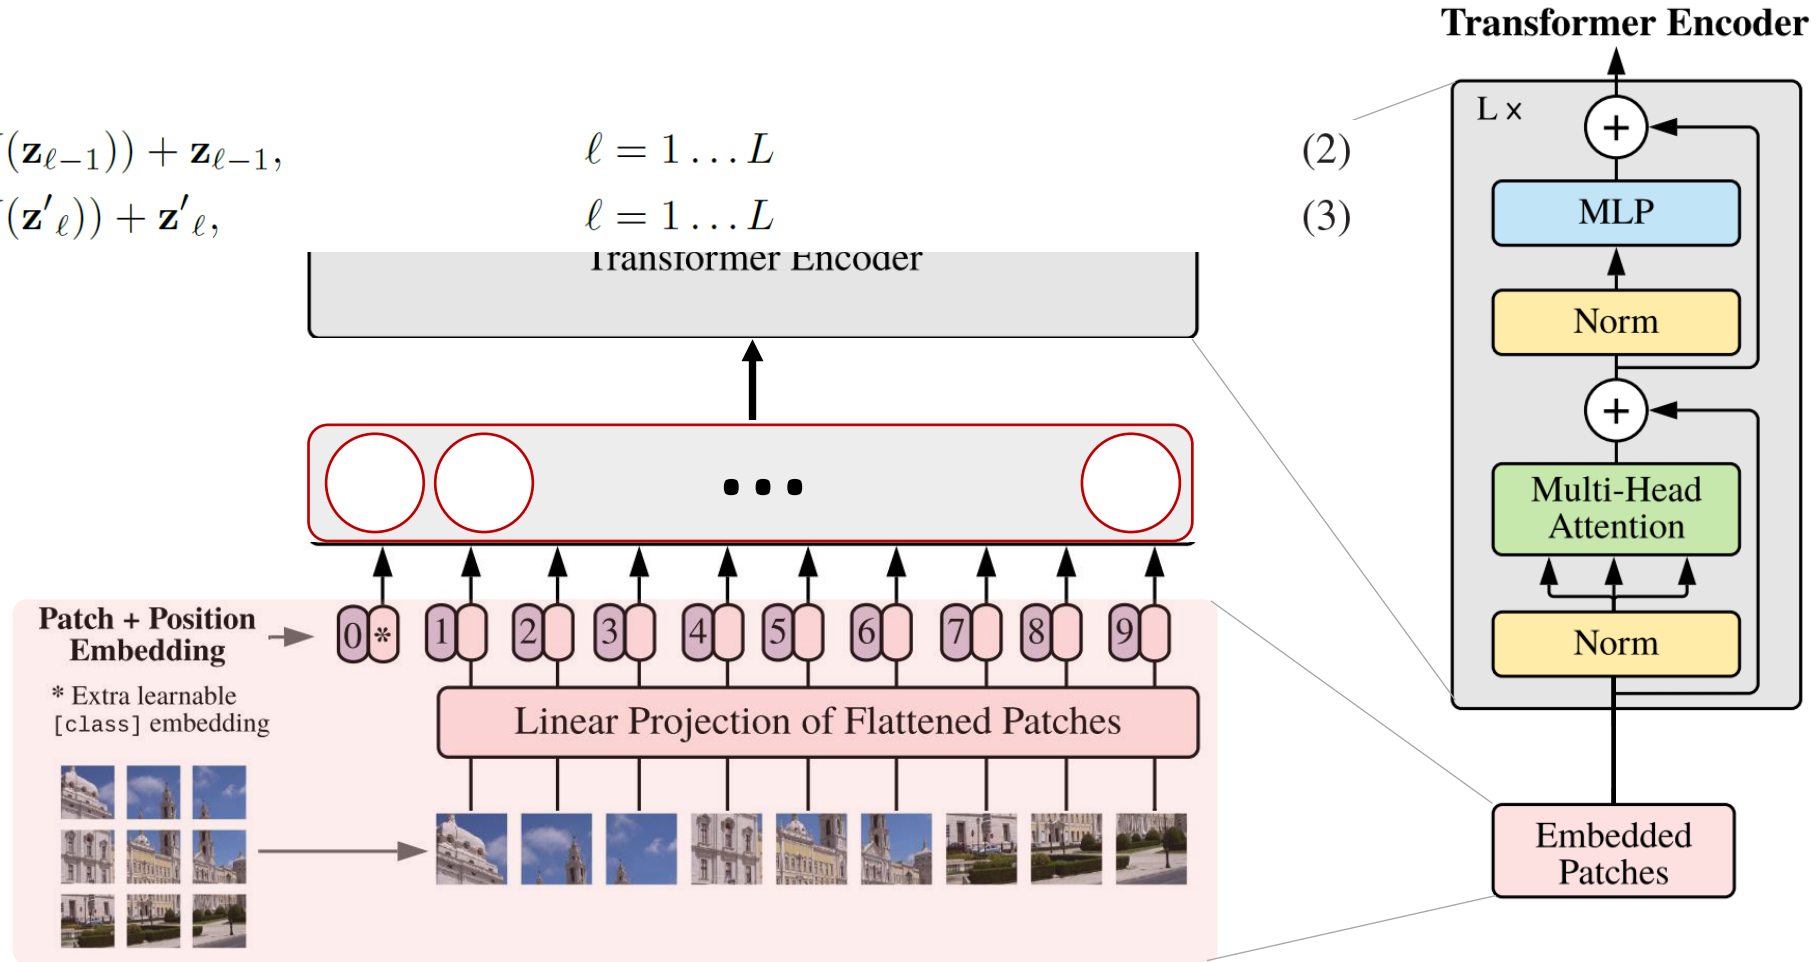 Transformer Encoder
(z_{ℓ−1})) + z_{ℓ−1}, ℓ = 1 … L (2)
(z′_ℓ)) + z′_ℓ, ℓ = 1 … L (3)
Transformer Encoder
L ×
+
MLP
Norm
+
Multi-Head
Attention
Norm
Embedded
Patches
Patch + Position
Embedding
* Extra learnable
[class] embedding
0 * 1 2 3 4 5 6 7 8 9
Linear Projection of Flattened Patches